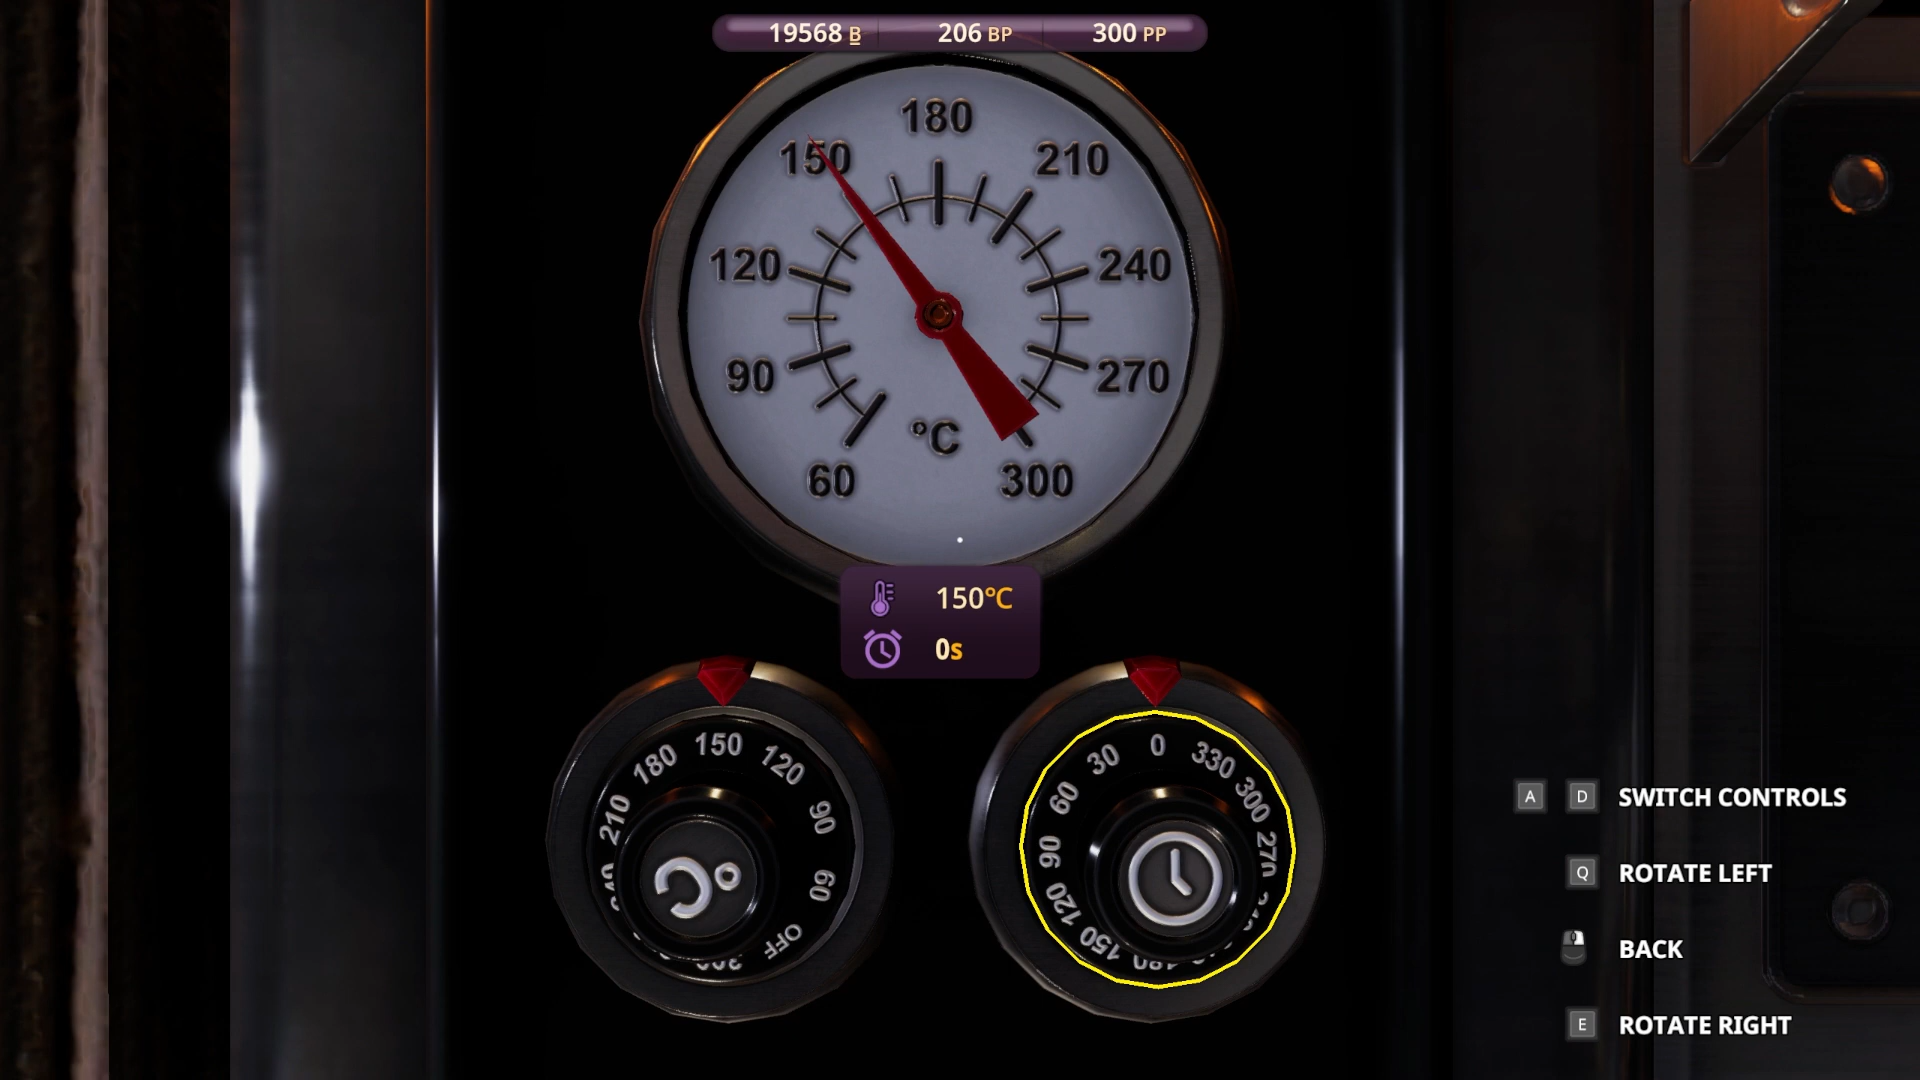 19568 B 206 BP 300 PP
180
150 210
120 240
90 270
°C
60 300
150°C
0s
180 150 120
210 90
60
OFF
30 0 330
60 300
90 270
120
150
180
A D SWITCH CONTROLS
Q ROTATE LEFT
BACK
E ROTATE RIGHT